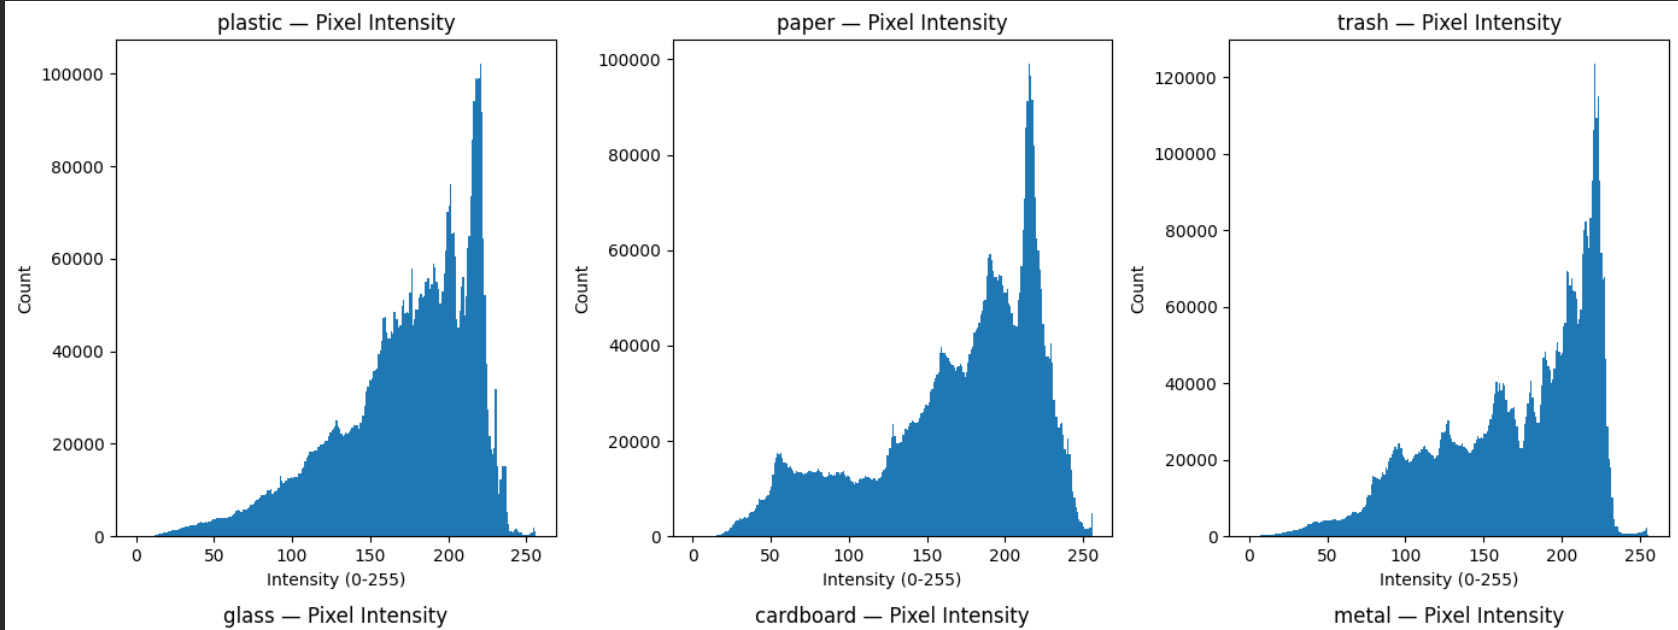 plastic — Pixel Intensity
100000
80000
60000
40000
20000
0
Count
0 50 100 150 200 250
Intensity (0-255)
paper — Pixel Intensity
100000
80000
60000
40000
20000
0
Count
0 50 100 150 200 250
Intensity (0-255)
trash — Pixel Intensity
120000
100000
80000
60000
40000
20000
0
Count
0 50 100 150 200 250
Intensity (0-255)
glass — Pixel Intensity
cardboard — Pixel Intensity
metal — Pixel Intensity